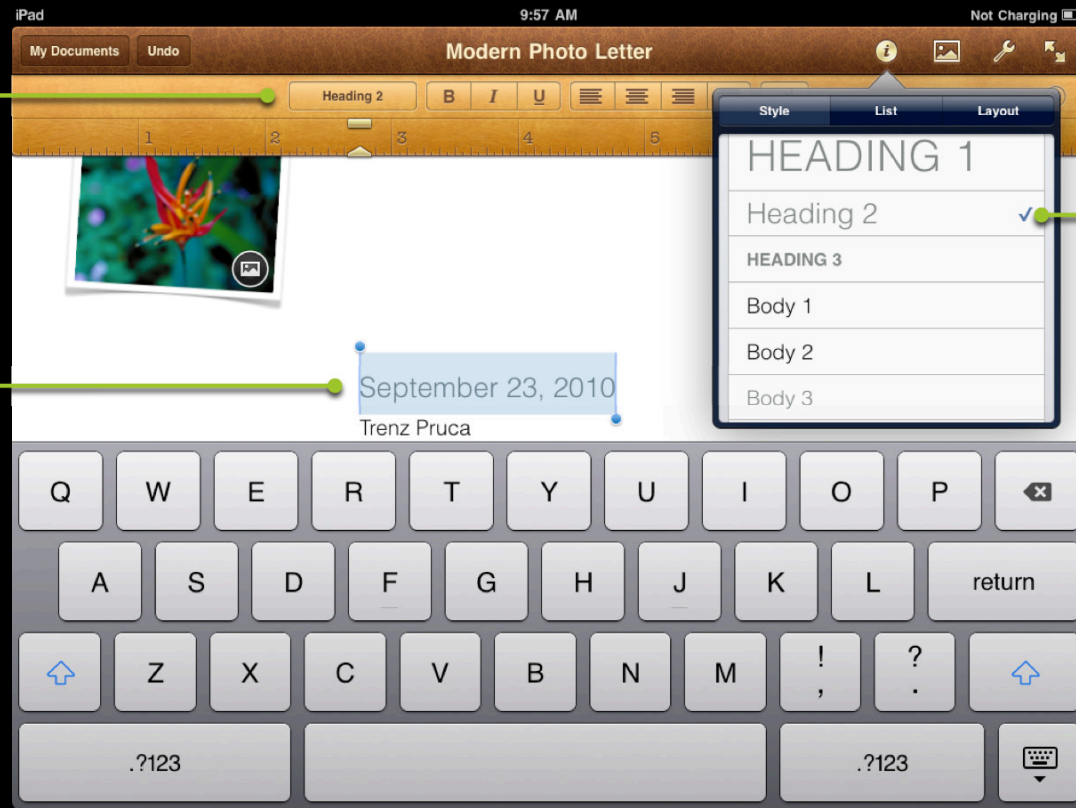 iPad 9:57 AM Not Charging
My Documents Undo Modern Photo Letter
Heading 2 B I U
Style List Layout
1 2 3 4 5
HEADING 1
Heading 2
HEADING 3
Body 1
Body 2
Body 3
September 23, 2010
Trenz Pruca
Q W E R T Y U I O P
A S D F G H J K L return
Z X C V B N M ! , ? .
.?123 .?123